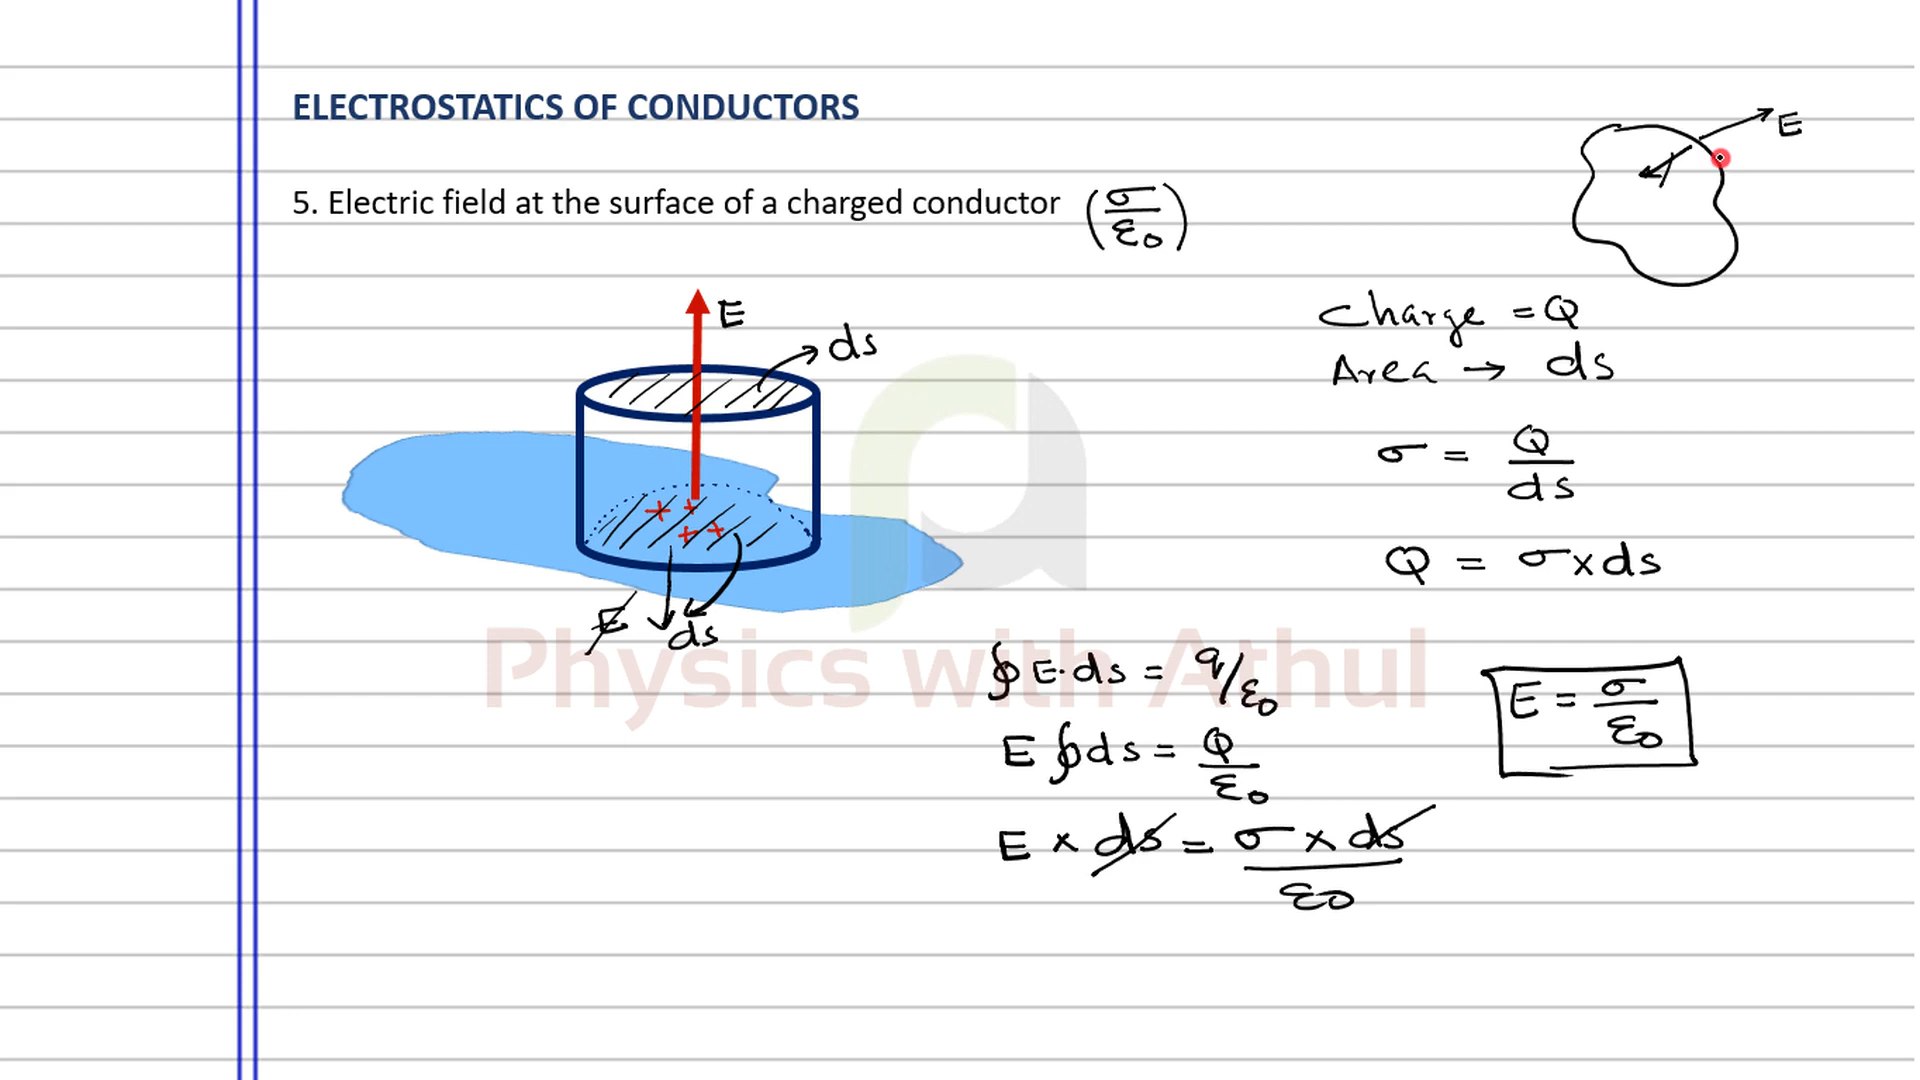 ELECTROSTATICS OF CONDUCTORS
E
5. Electric field at the surface of a charged conductor (σ/ε0)
E
ds
Charge = Q
Area → ds
σ = Q/ds
Q = σ x ds
E
ds
Physics with Athul
∮ E·ds = q/ε0
E ∮ ds = Q/ε0
E x ds = σ x ds/ε0
E = σ/ε0